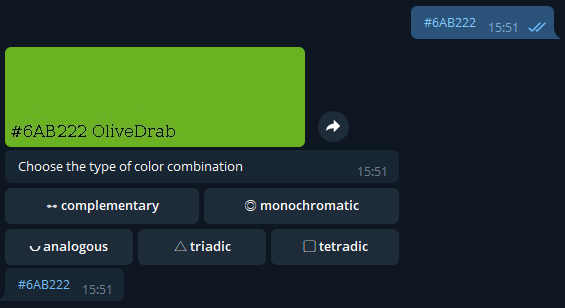 #6AB222 15:51
#6AB222 OliveDrab
Choose the type of color combination 15:51
complementary
monochromatic
analogous
triadic
tetradic
#6AB222 15:51